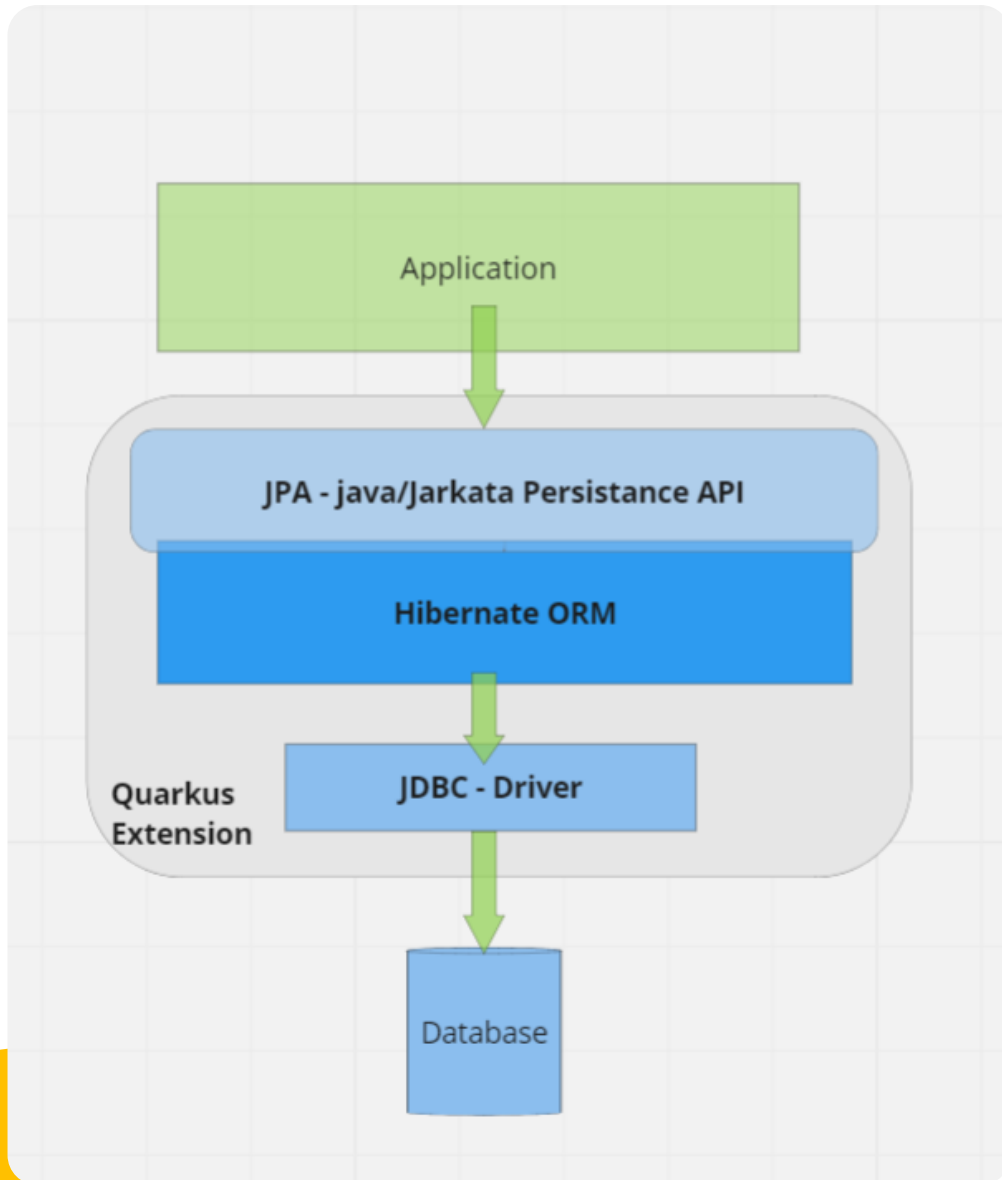 Application
JPA - java/Jarkata Persistance API
Hibernate ORM
JDBC - Driver
Quarkus
Extension
Database